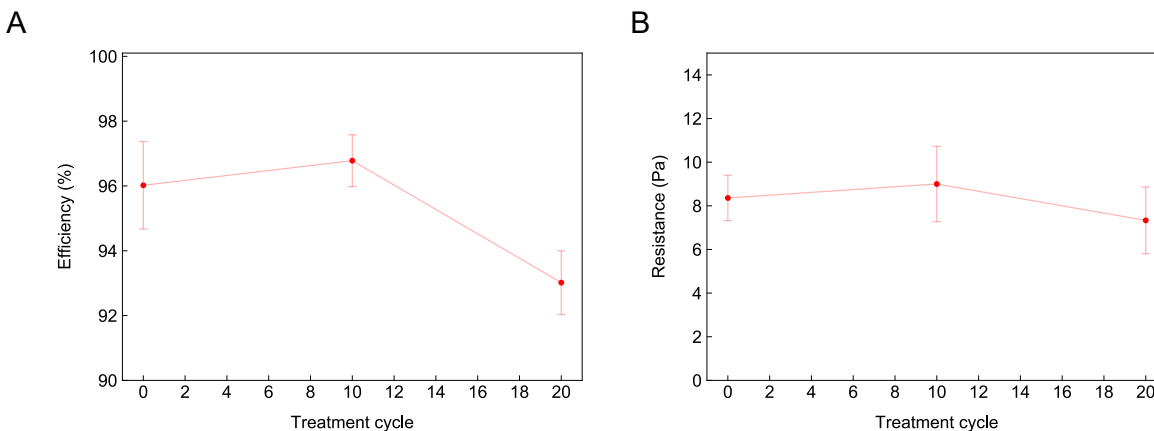 A
100
98
96
94
92
90
Efficiency (%)
0 2 4 6 8 10 12 14 16 18 20
Treatment cycle
B
14
12
10
8
6
4
2
0
Resistance (Pa)
0 2 4 6 8 10 12 14 16 18 20
Treatment cycle